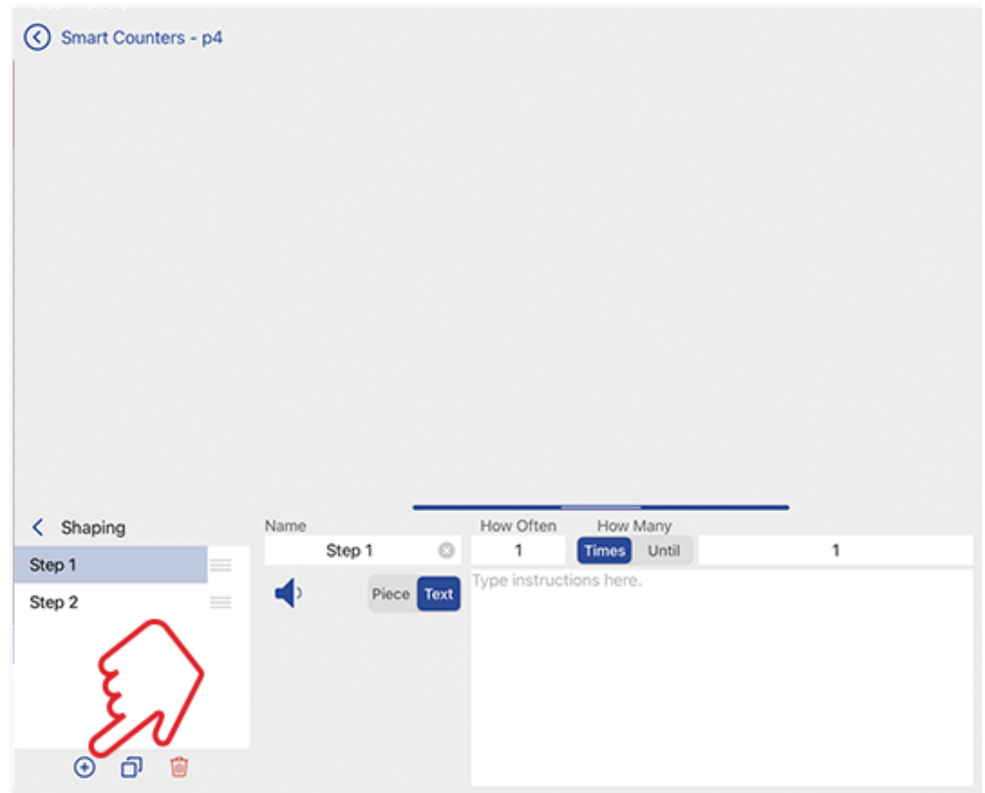 Smart Counters - p4
Shaping
Name
How Often
How Many
Step 1
1
Times
Until
1
Step 1
Step 2
Piece
Text
Type instructions here.